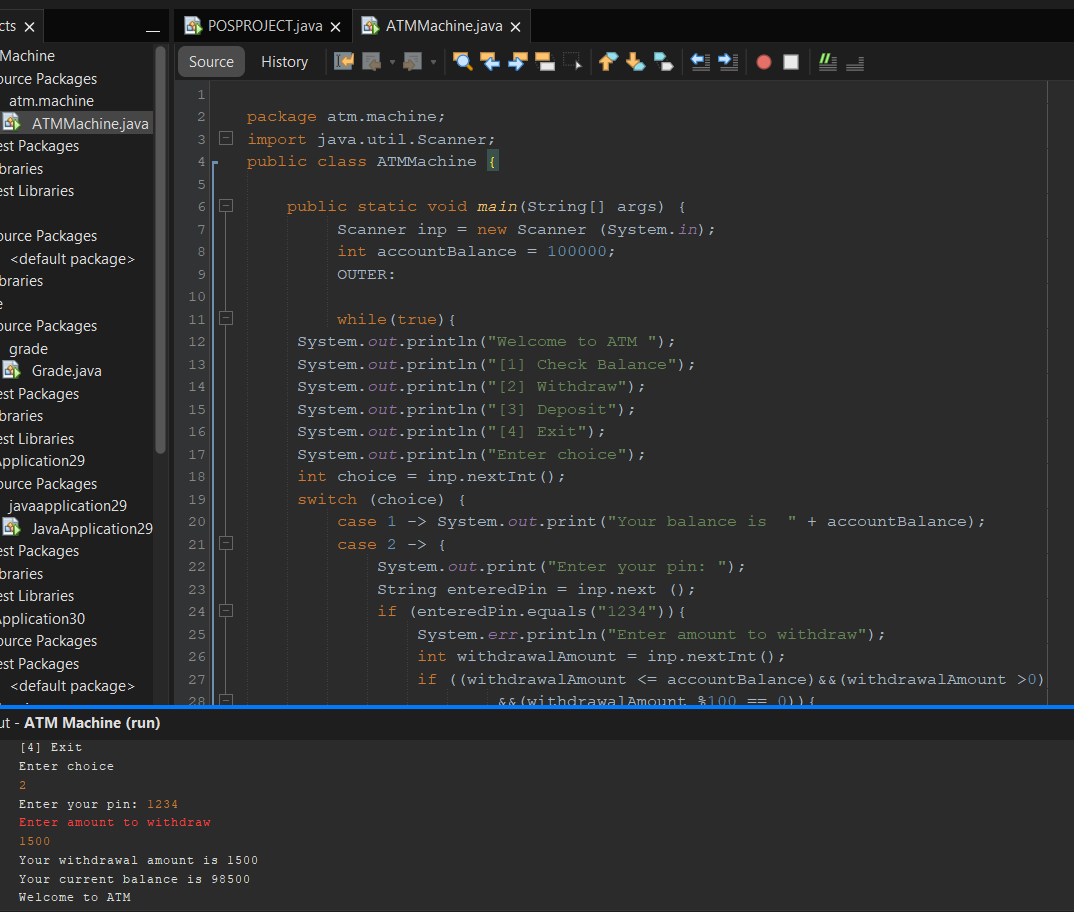 cts
POSPROJECT.java
ATMMachine.java
Source History
Machine
ource Packages
atm.machine
ATMMachine.java
est Packages
braries
est Libraries
ource Packages
<default package>
braries
e
ource Packages
grade
Grade.java
est Packages
braries
est Libraries
Application29
ource Packages
javaapplication29
JavaApplication29
est Packages
braries
est Libraries
Application30
ource Packages
est Packages
<default package>
1
2 package atm.machine;
3 import java.util.Scanner;
4 public class ATMMachine {
5
6 public static void main(String[] args) {
7 Scanner inp = new Scanner (System.in);
8 int accountBalance = 100000;
9 OUTER:
10
11 while(true){
12 System.out.println("Welcome to ATM ");
13 System.out.println("[1] Check Balance");
14 System.out.println("[2] Withdraw");
15 System.out.println("[3] Deposit");
16 System.out.println("[4] Exit");
17 System.out.println("Enter choice");
18 int choice = inp.nextInt();
19 switch (choice) {
20 case 1 -> System.out.print("Your balance is  " + accountBalance);
21 case 2 -> {
22 System.out.print("Enter your pin: ");
23 String enteredPin = inp.next ();
24 if (enteredPin.equals("1234")){
25 System.err.println("Enter amount to withdraw");
26 int withdrawalAmount = inp.nextInt();
27 if ((withdrawalAmount <= accountBalance)&&(withdrawalAmount >0)
28 &&(withdrawalAmount %100 == 0)){
ut - ATM Machine (run)
[4] Exit
Enter choice
2
Enter your pin: 1234
Enter amount to withdraw
1500
Your withdrawal amount is 1500
Your current balance is 98500
Welcome to ATM